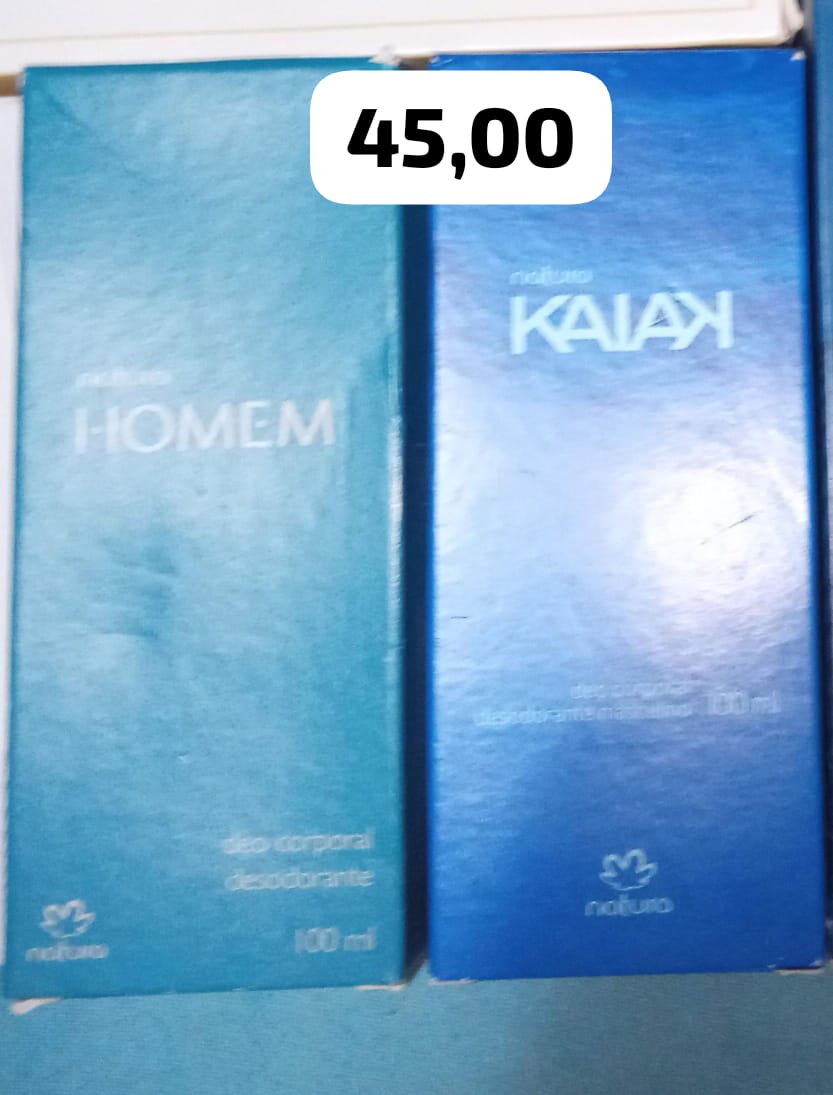 45,00
natura
HOMEM
deo corporal
desodorante
100 ml
natura
natura
KAIAK
deo corporal
desodorante masculino 100 ml
natura